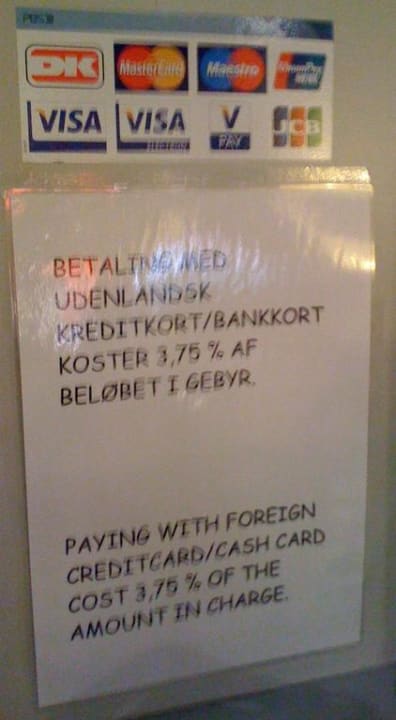 DK MasterCard Maestro UnionPay
VISA VISA V JCB
ELECTRON PAY
BETALING MED
UDENLANDSK
KREDITKORT/BANKKORT
KOSTER 3,75 % AF
BELØBET I GEBYR.
PAYING WITH FOREIGN
CREDITCARD/CASH CARD
COST 3,75 % OF THE
AMOUNT IN CHARGE.